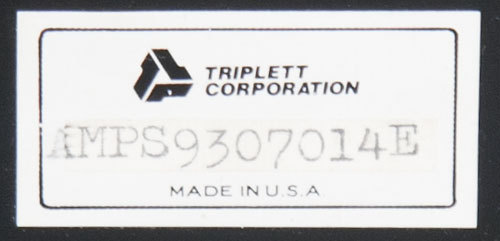 TRIPLETT
CORPORATION
AMPS9307014E
MADE IN U.S.A